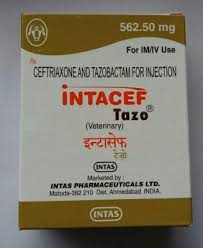 562.50 mg
For IM/IV Use
Rx
CEFTRIAXONE AND TAZOBACTAM FOR INJECTION
INTACEF
Tazo®
(Veterinary)
इन्टासेफ
टेज़ो
INTAS
Marketed by :
INTAS PHARMACEUTICALS LTD.
Matoda-382 210 Dist. Ahmedabad INDIA.
INTAS